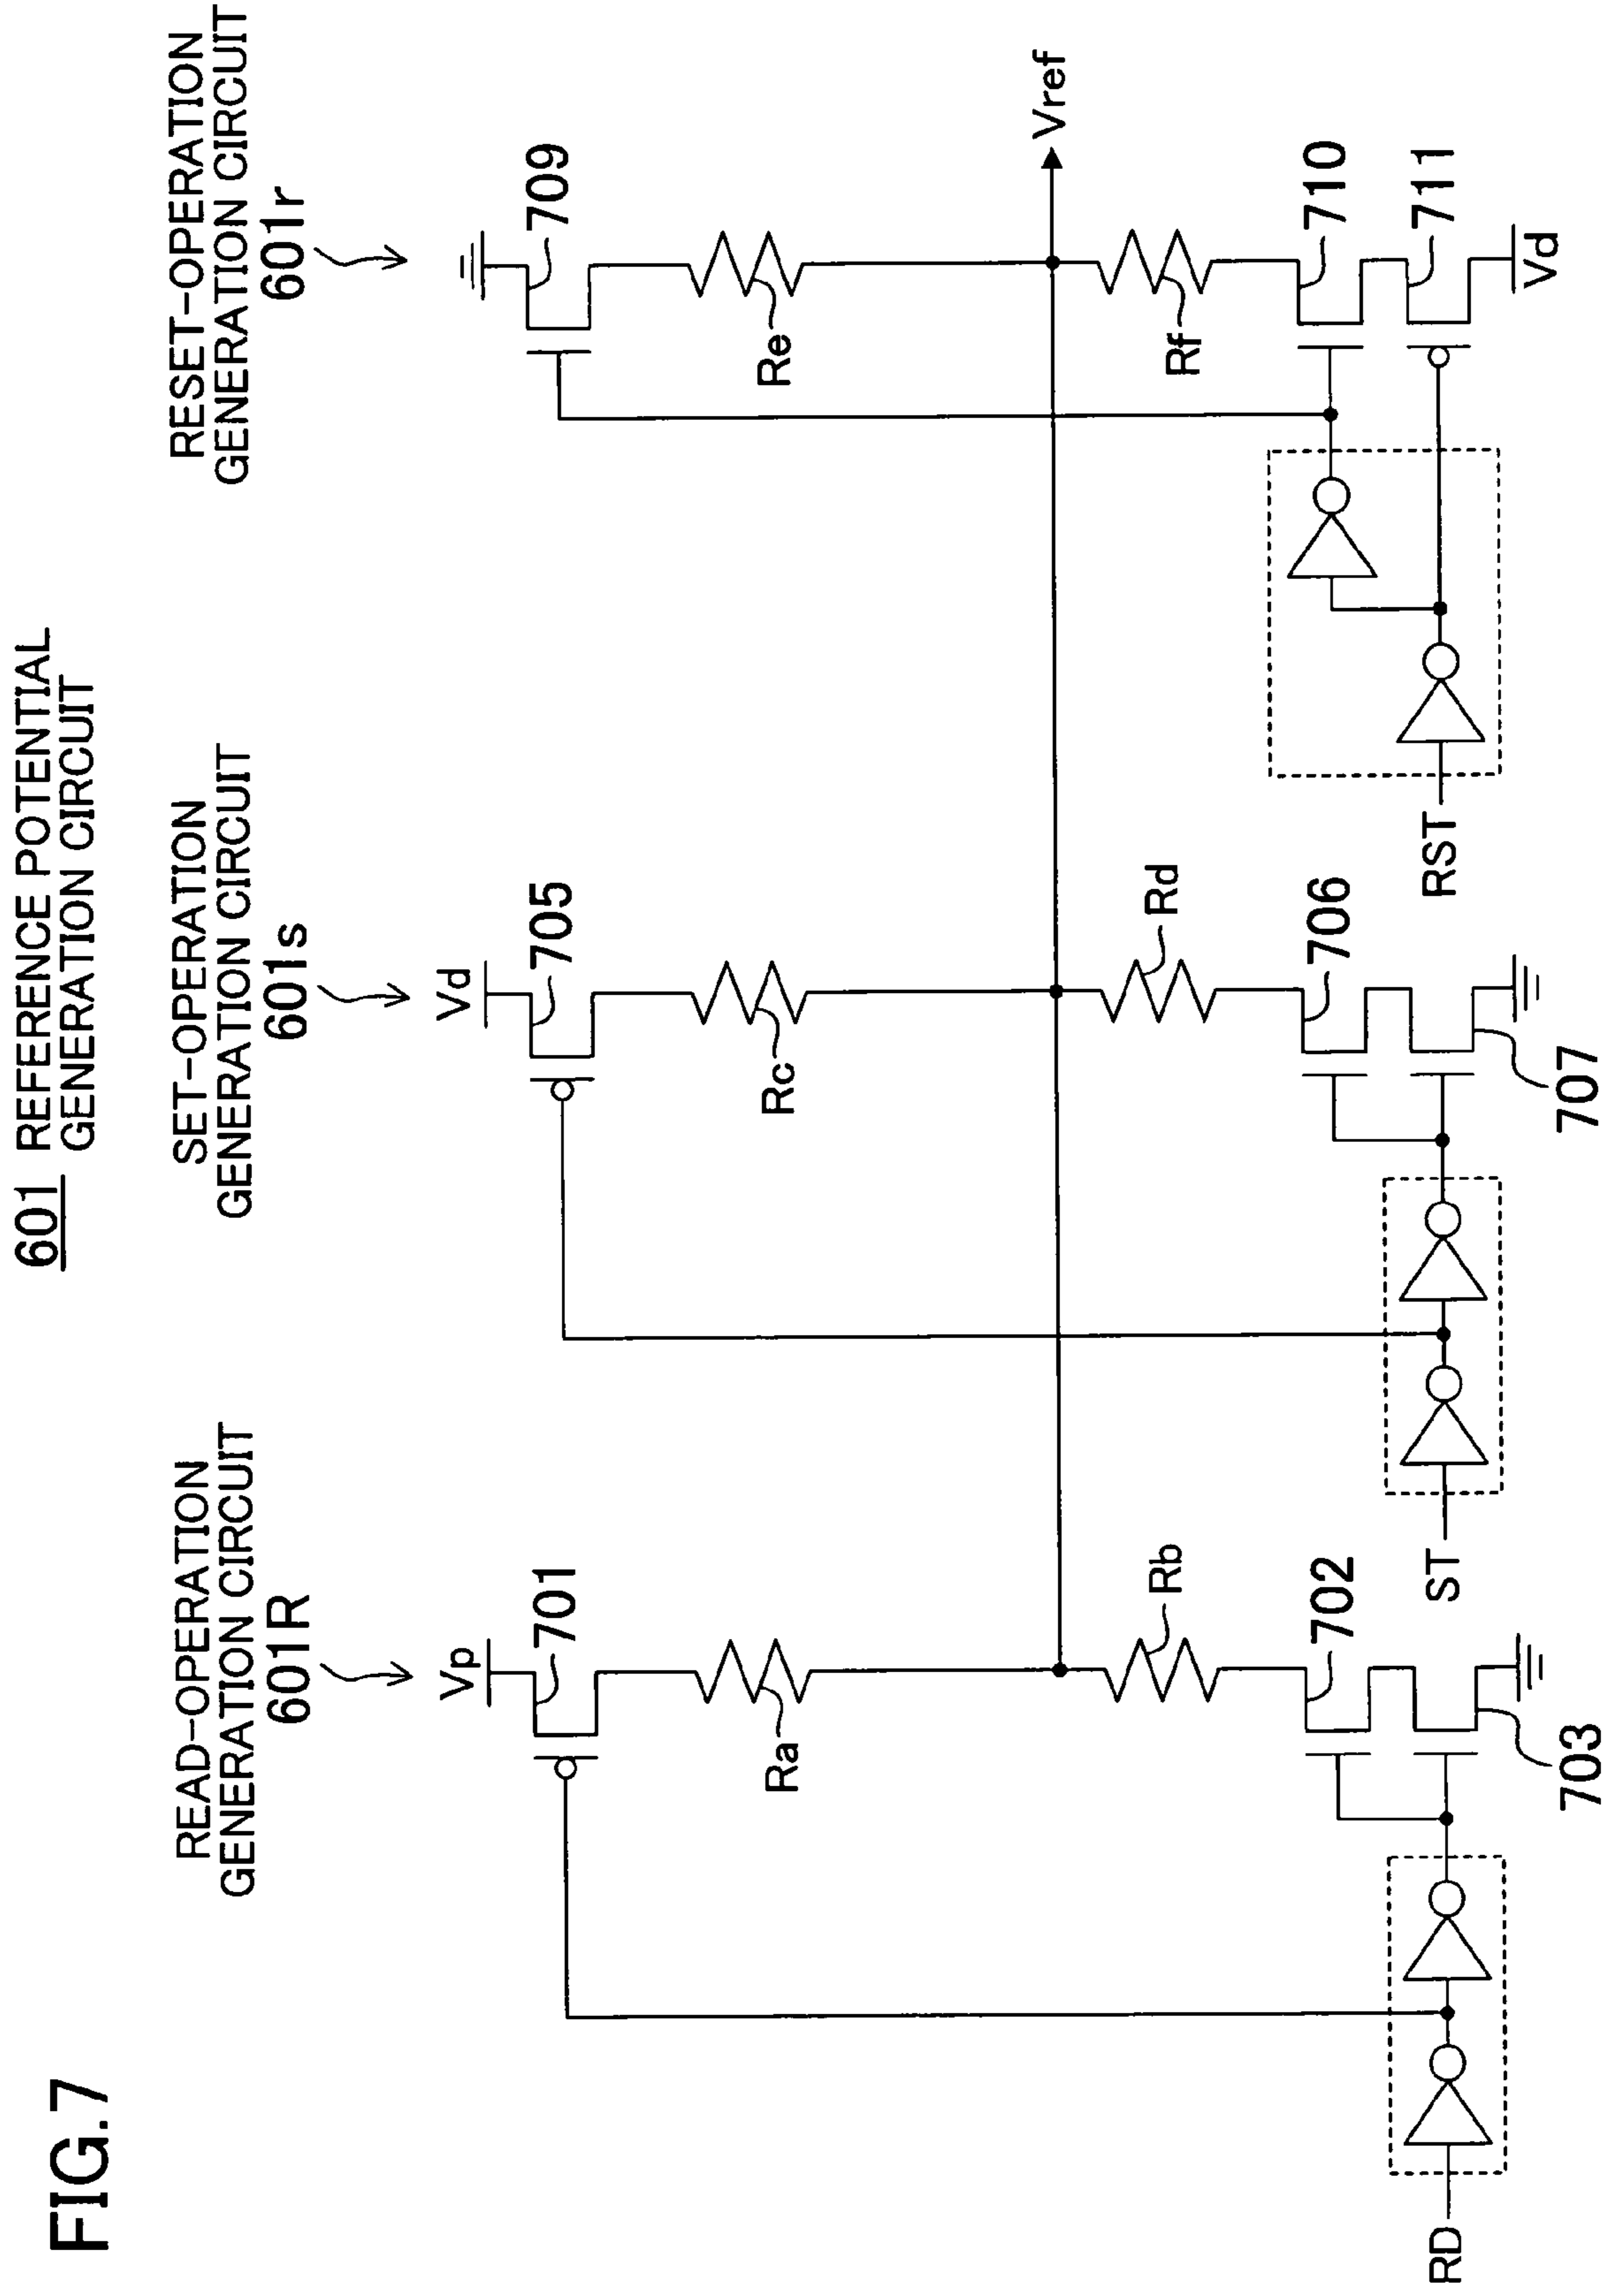 FIG.7
601 REFERENCE POTENTIAL
GENERATION CIRCUIT
READ-OPERATION
GENERATION CIRCUIT
601R
Vp
701
Ra
Rb
702
703
RD
SET-OPERATION
GENERATION CIRCUIT
601s
Vd
705
Rc
Rd
706
707
ST
RESET-OPERATION
GENERATION CIRCUIT
601r
709
Re
Vref
Rf
710
711
Vd
RST